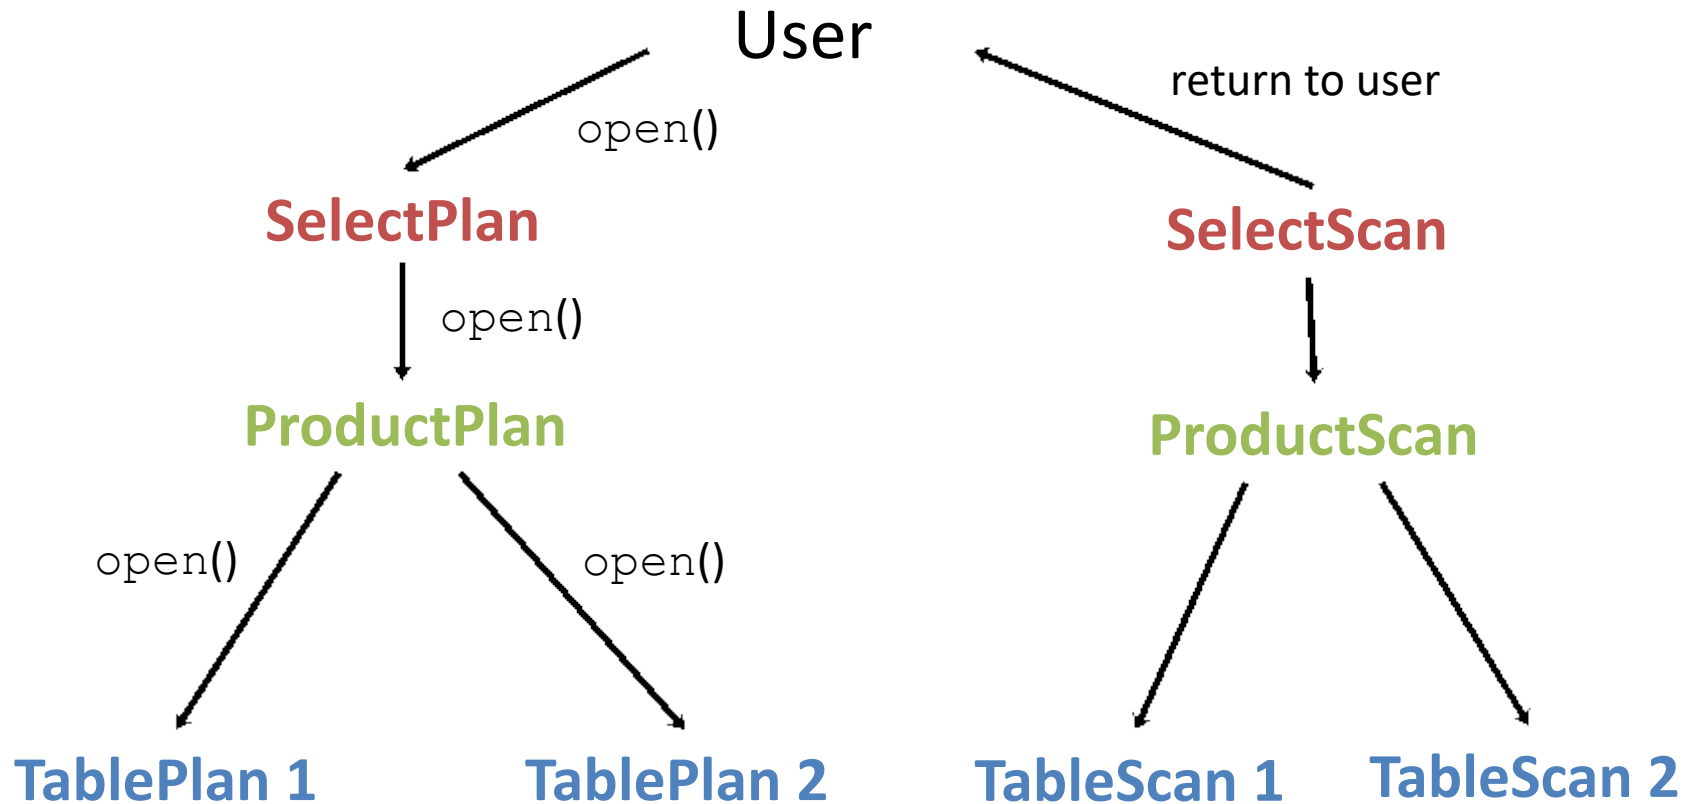 User
return to user
open()
SelectPlan
SelectScan
open()
ProductPlan
ProductScan
open()
open()
TablePlan 1
TablePlan 2
TableScan 1
TableScan 2